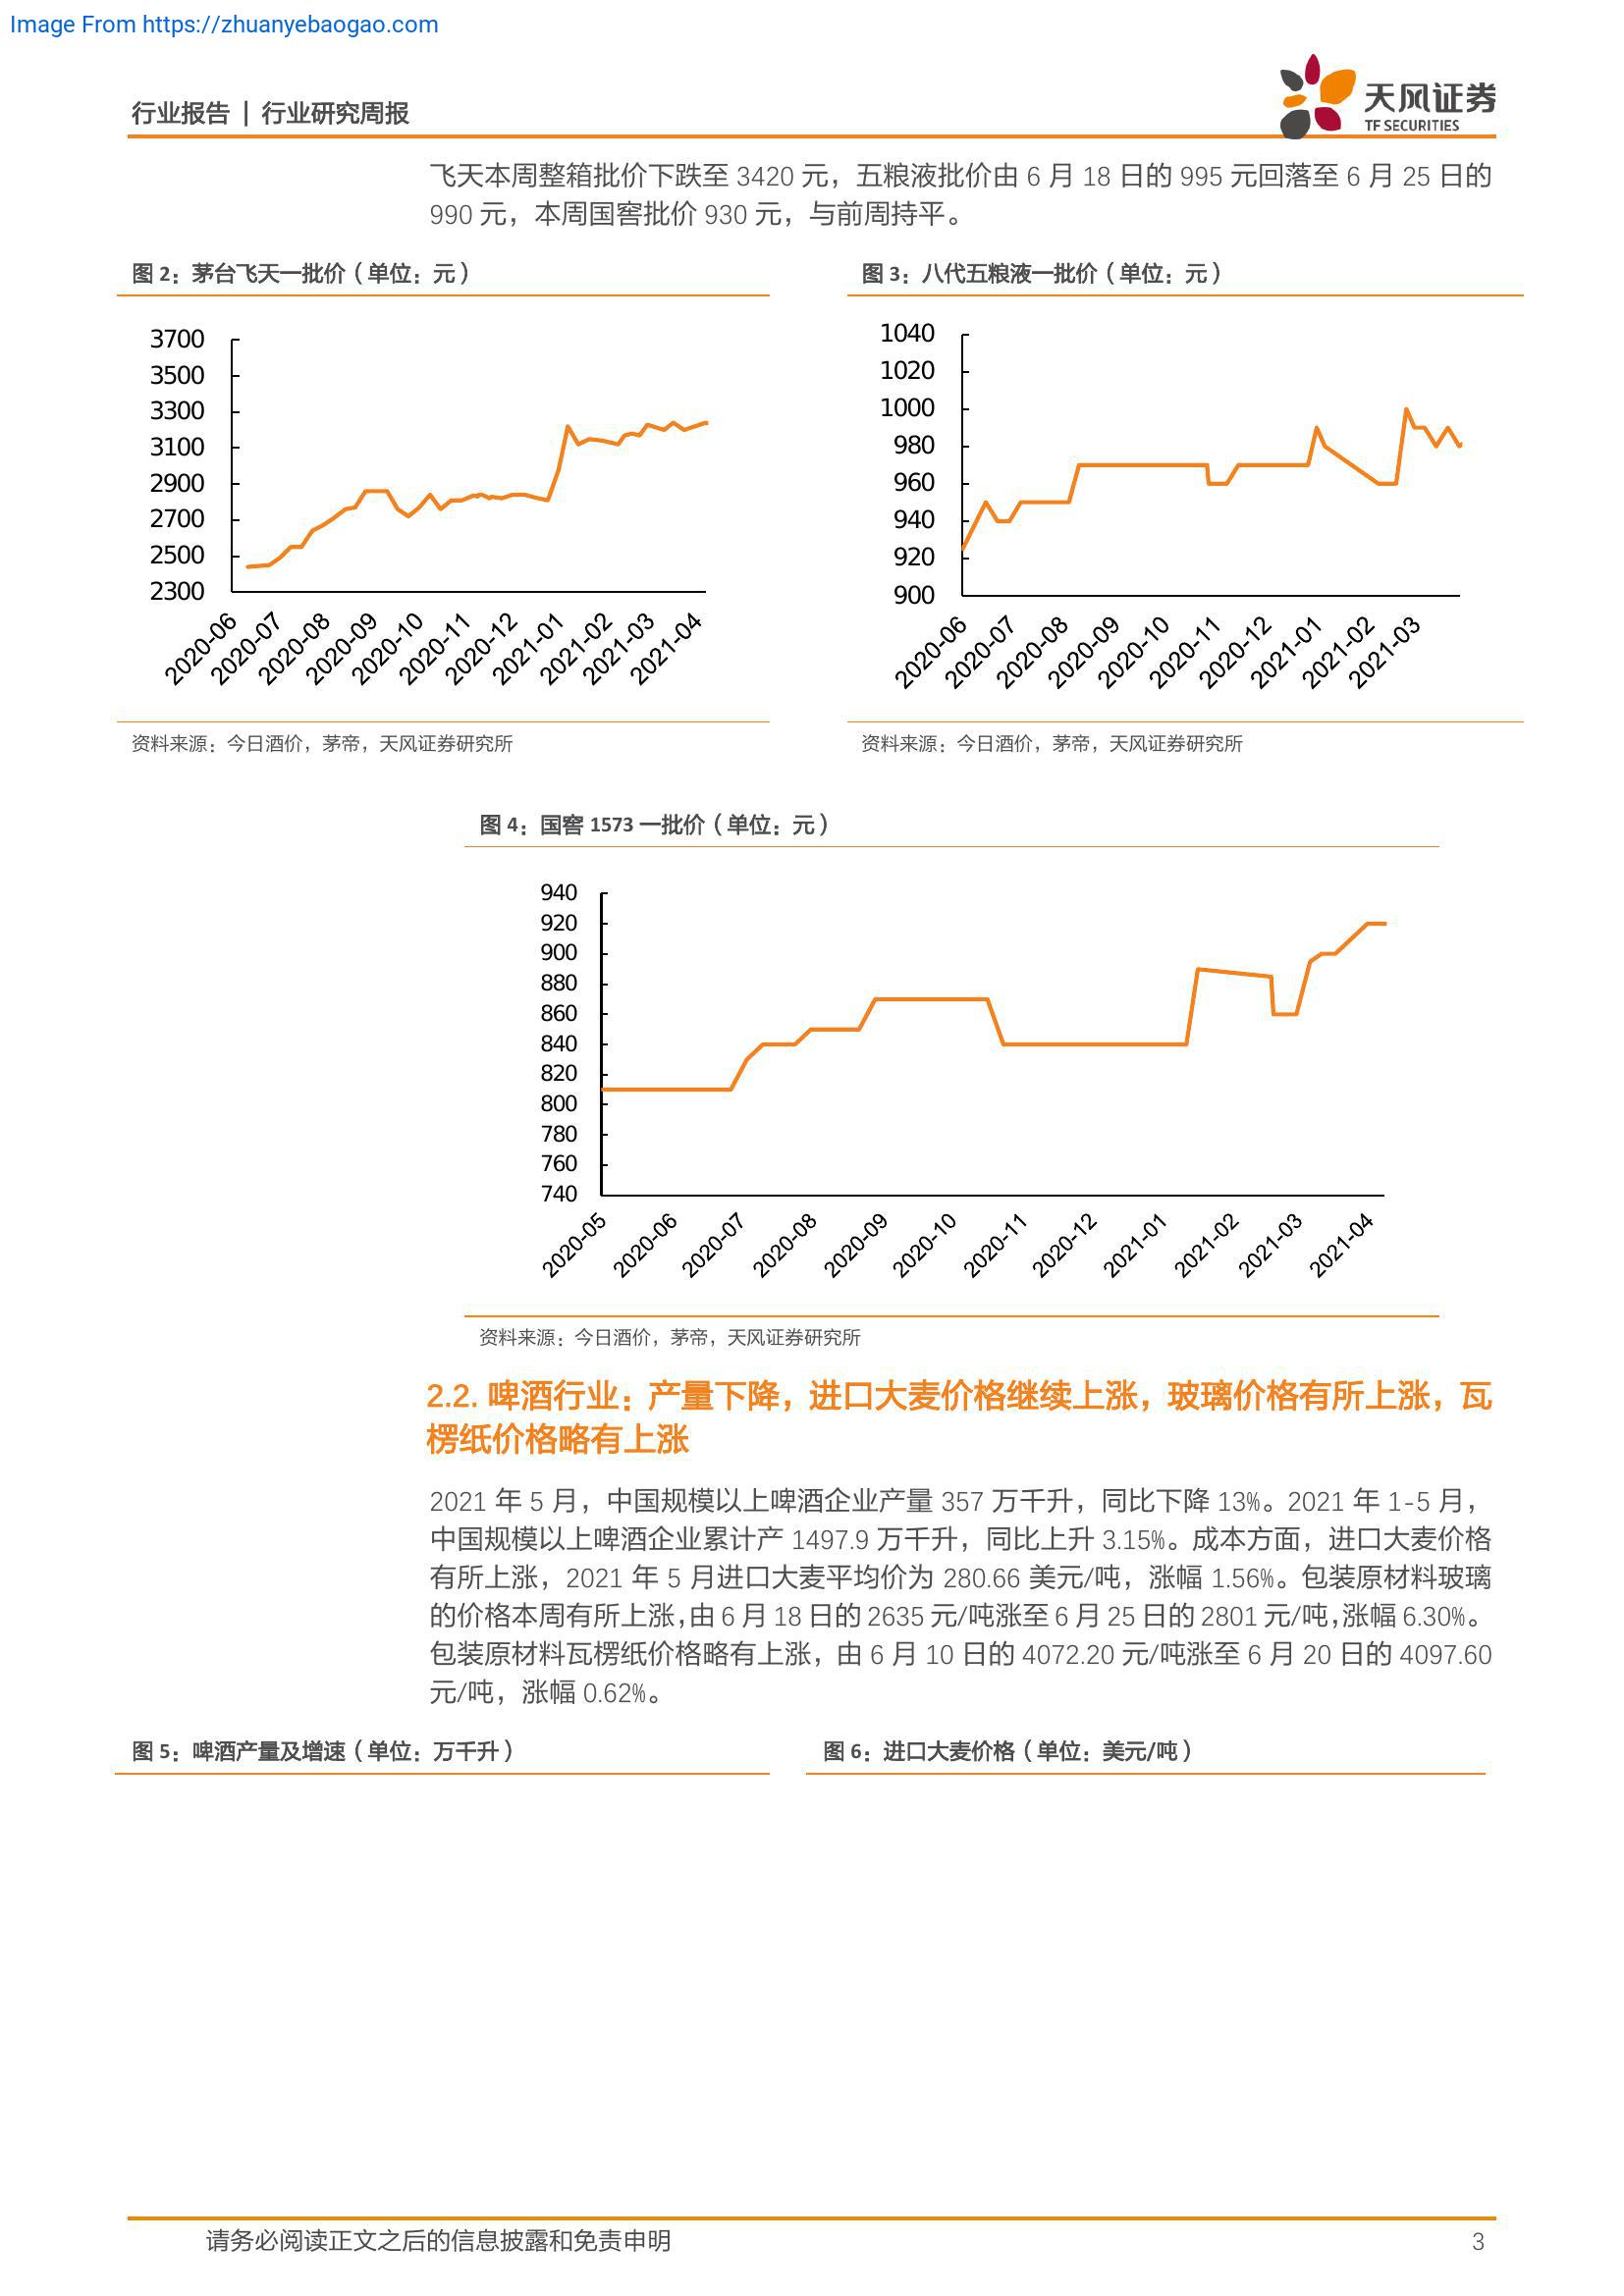 Image From https://zhuanyebaogao.com
行业报告 | 行业研究周报
天风证券
TF SECURITIES
飞天本周整箱批价下跌至 3420 元，五粮液批价由 6 月 18 日的 995 元回落至 6 月 25 日的
990 元，本周国窖批价 930 元，与前周持平。
图 2：茅台飞天一批价（单位：元）
3700
3500
3300
3100
2900
2700
2500
2300
2020-06
2020-07
2020-08
2020-09
2020-10
2020-11
2020-12
2021-01
2021-02
2021-03
2021-04
资料来源：今日酒价，茅帝，天风证券研究所
图 3：八代五粮液一批价（单位：元）
1040
1020
1000
980
960
940
920
900
2020-06
2020-07
2020-08
2020-09
2020-10
2020-11
2020-12
2021-01
2021-02
2021-03
资料来源：今日酒价，茅帝，天风证券研究所
图 4：国窖 1573 一批价（单位：元）
940
920
900
880
860
840
820
800
780
760
740
2020-05
2020-06
2020-07
2020-08
2020-09
2020-10
2020-11
2020-12
2021-01
2021-02
2021-03
2021-04
资料来源：今日酒价，茅帝，天风证券研究所
2.2. 啤酒行业：产量下降，进口大麦价格继续上涨，玻璃价格有所上涨，瓦
楞纸价格略有上涨
2021 年 5 月，中国规模以上啤酒企业产量 357 万千升，同比下降 13%。2021 年 1-5 月，
中国规模以上啤酒企业累计产 1497.9 万千升，同比上升 3.15%。成本方面，进口大麦价格
有所上涨，2021 年 5 月进口大麦平均价为 280.66 美元/吨，涨幅 1.56%。包装原材料玻璃
的价格本周有所上涨，由 6 月 18 日的 2635 元/吨涨至 6 月 25 日的 2801 元/吨，涨幅 6.30%。
包装原材料瓦楞纸价格略有上涨，由 6 月 10 日的 4072.20 元/吨涨至 6 月 20 日的 4097.60
元/吨，涨幅 0.62%。
图 5：啤酒产量及增速（单位：万千升）
图 6：进口大麦价格（单位：美元/吨）
请务必阅读正文之后的信息披露和免责申明
3